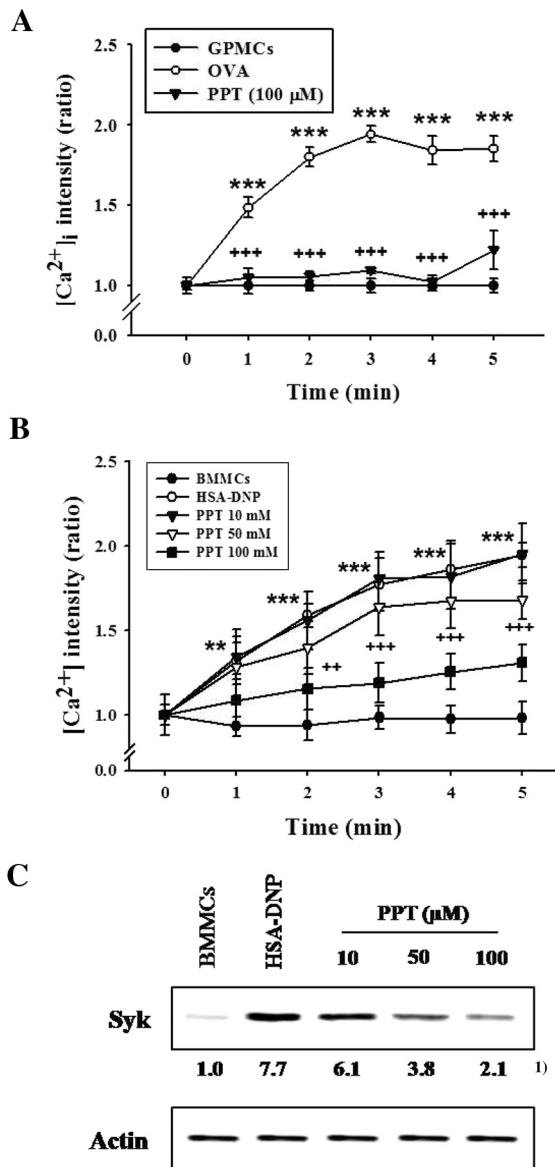 A
GPMCs
OVA
PPT (100 μM)
2.5
2.0
1.5
1.0
0.0
[Ca2+]i intensity (ratio)
***
***
***
***
***
+++
+++
+++
+++
+++
0 1 2 3 4 5
Time (min)
B
BMMCs
HSA-DNP
PPT 10 mM
PPT 50 mM
PPT 100 mM
2.5
2.0
1.5
1.0
0.0
[Ca2+] intensity (ratio)
**
***
***
***
***
++
+++
+++
+++
0 1 2 3 4 5
Time (min)
C
BMMCs
HSA-DNP
PPT (μM)
10 50 100
Syk
1.0 7.7 6.1 3.8 2.1 1)
Actin